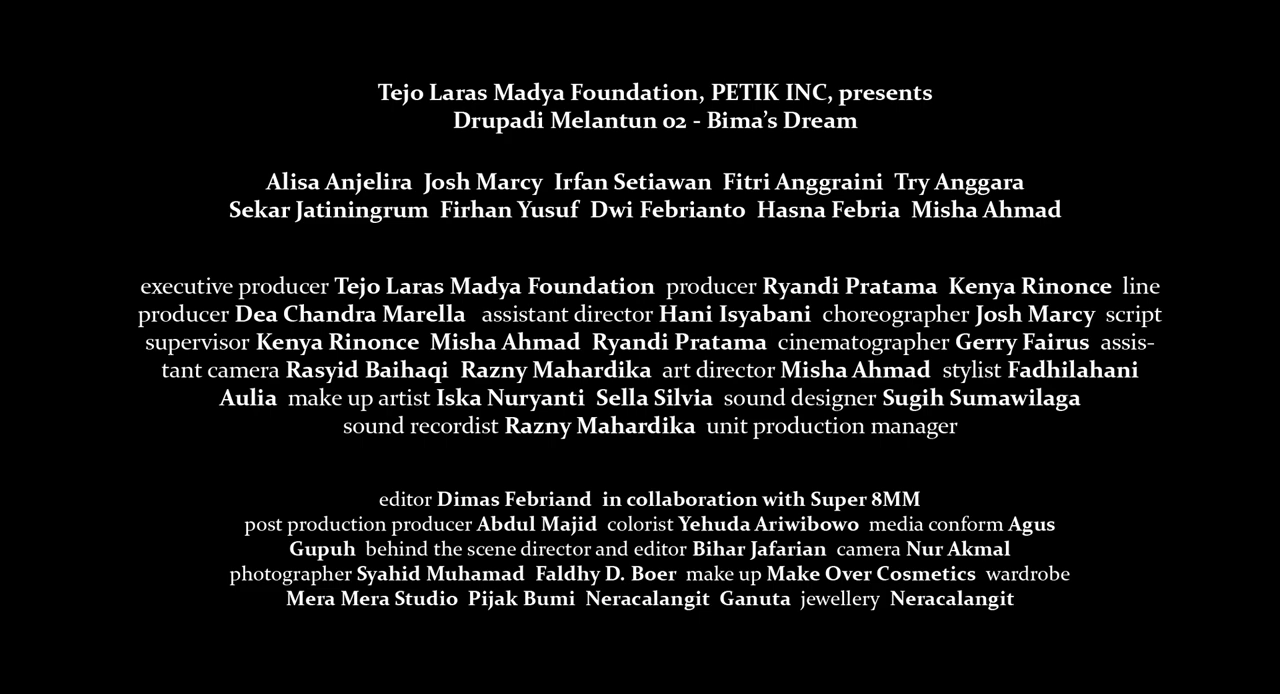 Tejo Laras Madya Foundation, PETIK INC, presents
Drupadi Melantun 02 - Bima's Dream
Alisa Anjelira Josh Marcy Irfan Setiawan Fitri Anggraini Try Anggara
Sekar Jatiningrum Firhan Yusuf Dwi Febrianto Hasna Febria Misha Ahmad
executive producer Tejo Laras Madya Foundation producer Ryandi Pratama Kenya Rinonce line
producer Dea Chandra Marella assistant director Hani Isyabani choreographer Josh Marcy script
supervisor Kenya Rinonce Misha Ahmad Ryandi Pratama cinematographer Gerry Fairus assis-
tant camera Rasyid Baihaqi Razny Mahardika art director Misha Ahmad stylist Fadhilahani
Aulia make up artist Iska Nuryanti Sella Silvia sound designer Sugih Sumawilaga
sound recordist Razny Mahardika unit production manager
editor Dimas Febriand in collaboration with Super 8MM
post production producer Abdul Majid colorist Yehuda Ariwibowo media conform Agus
Gupuh behind the scene director and editor Bihar Jafarian camera Nur Akmal
photographer Syahid Muhamad Faldhy D. Boer make up Make Over Cosmetics wardrobe
Mera Mera Studio Pijak Bumi Neracalangit Ganuta jewellery Neracalangit